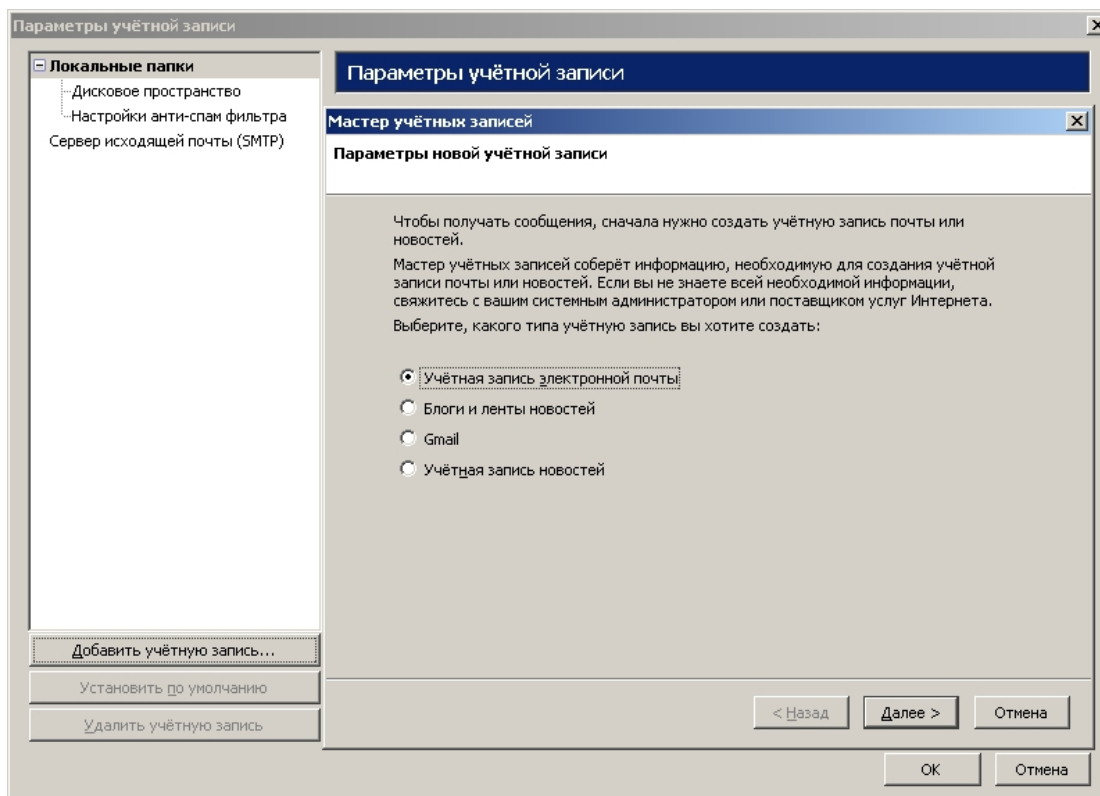 Параметры учётной записи
Локальные папки
Дисковое пространство
Настройки анти-спам фильтра
Сервер исходящей почты (SMTP)
Добавить учётную запись...
Установить по умолчанию
Удалить учётную запись
Параметры учётной записи
Мастер учётных записей
Параметры новой учётной записи
Чтобы получать сообщения, сначала нужно создать учётную запись почты или
новостей.
Мастер учётных записей соберёт информацию, необходимую для создания учётной
записи почты или новостей. Если вы не знаете всей необходимой информации,
свяжитесь с вашим системным администратором или поставщиком услуг Интернета.
Выберите, какого типа учётную запись вы хотите создать:
Учётная запись электронной почты
Блоги и ленты новостей
Gmail
Учётная запись новостей
< Назад
Далее >
Отмена
OK
Отмена